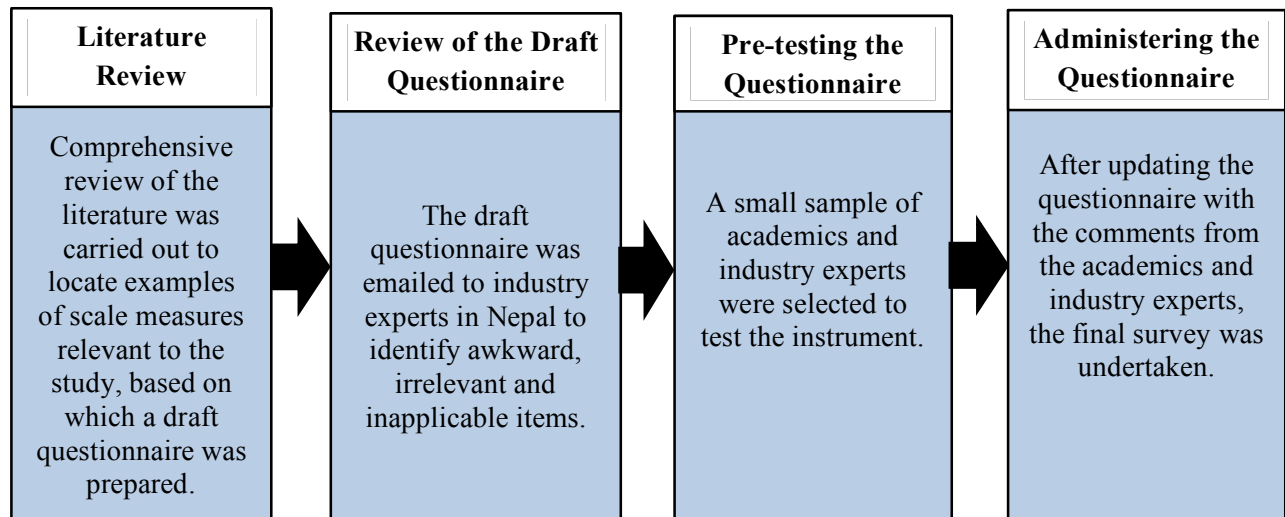 Literature
Review
Comprehensive
review of the
literature was
carried out to
locate examples
of scale measures
relevant to the
study, based on
which a draft
questionnaire was
prepared.
Review of the Draft
Questionnaire
The draft
questionnaire was
emailed to industry
experts in Nepal to
identify awkward,
irrelevant and
inapplicable items.
Pre-testing the
Questionnaire
A small sample of
academics and
industry experts
were selected to
test the instrument.
Administering the
Questionnaire
After updating the
questionnaire with
the comments from
the academics and
industry experts,
the final survey was
undertaken.